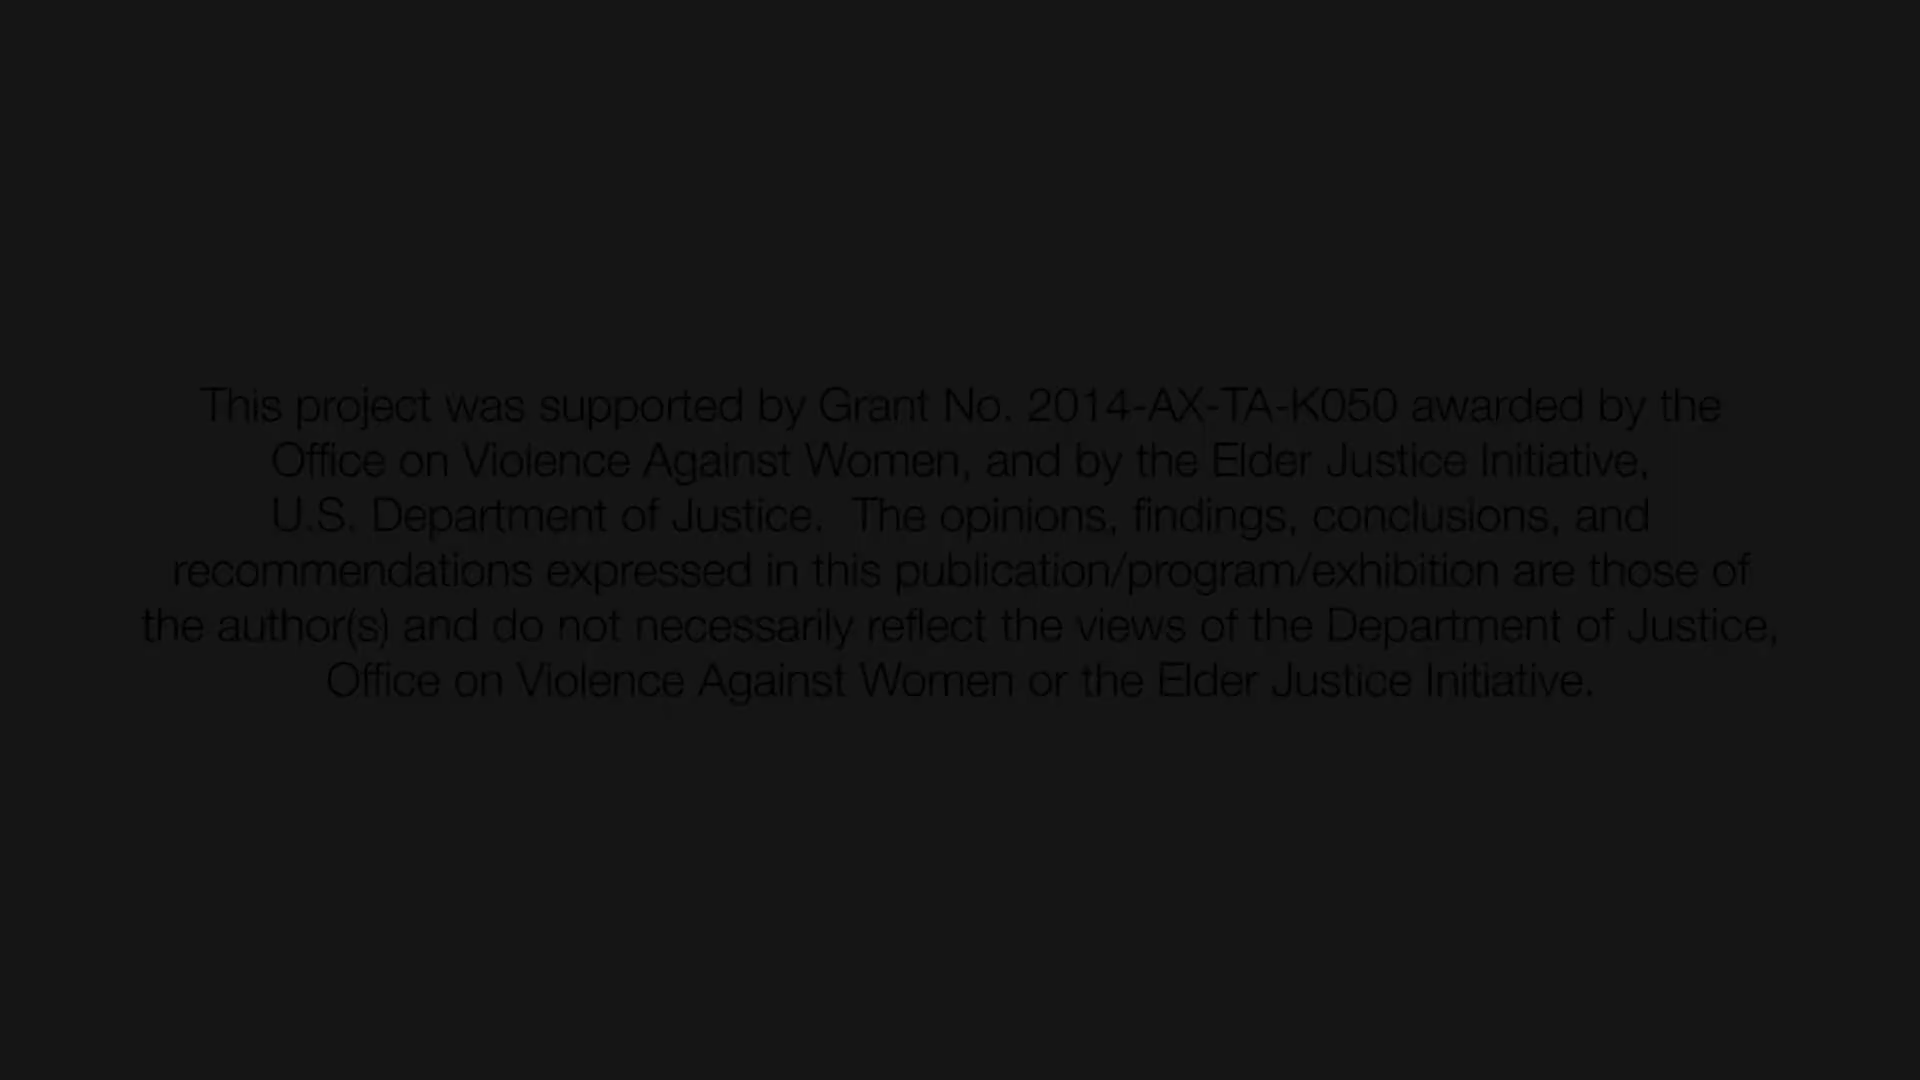 This project was supported by Grant No. 2014-AX-TA-K050 awarded by the
Office on Violence Against Women, and by the Elder Justice Initiative,
U.S. Department of Justice.  The opinions, findings, conclusions, and
recommendations expressed in this publication/program/exhibition are those of
the author(s) and do not necessarily reflect the views of the Department of Justice,
Office on Violence Against Women or the Elder Justice Initiative.